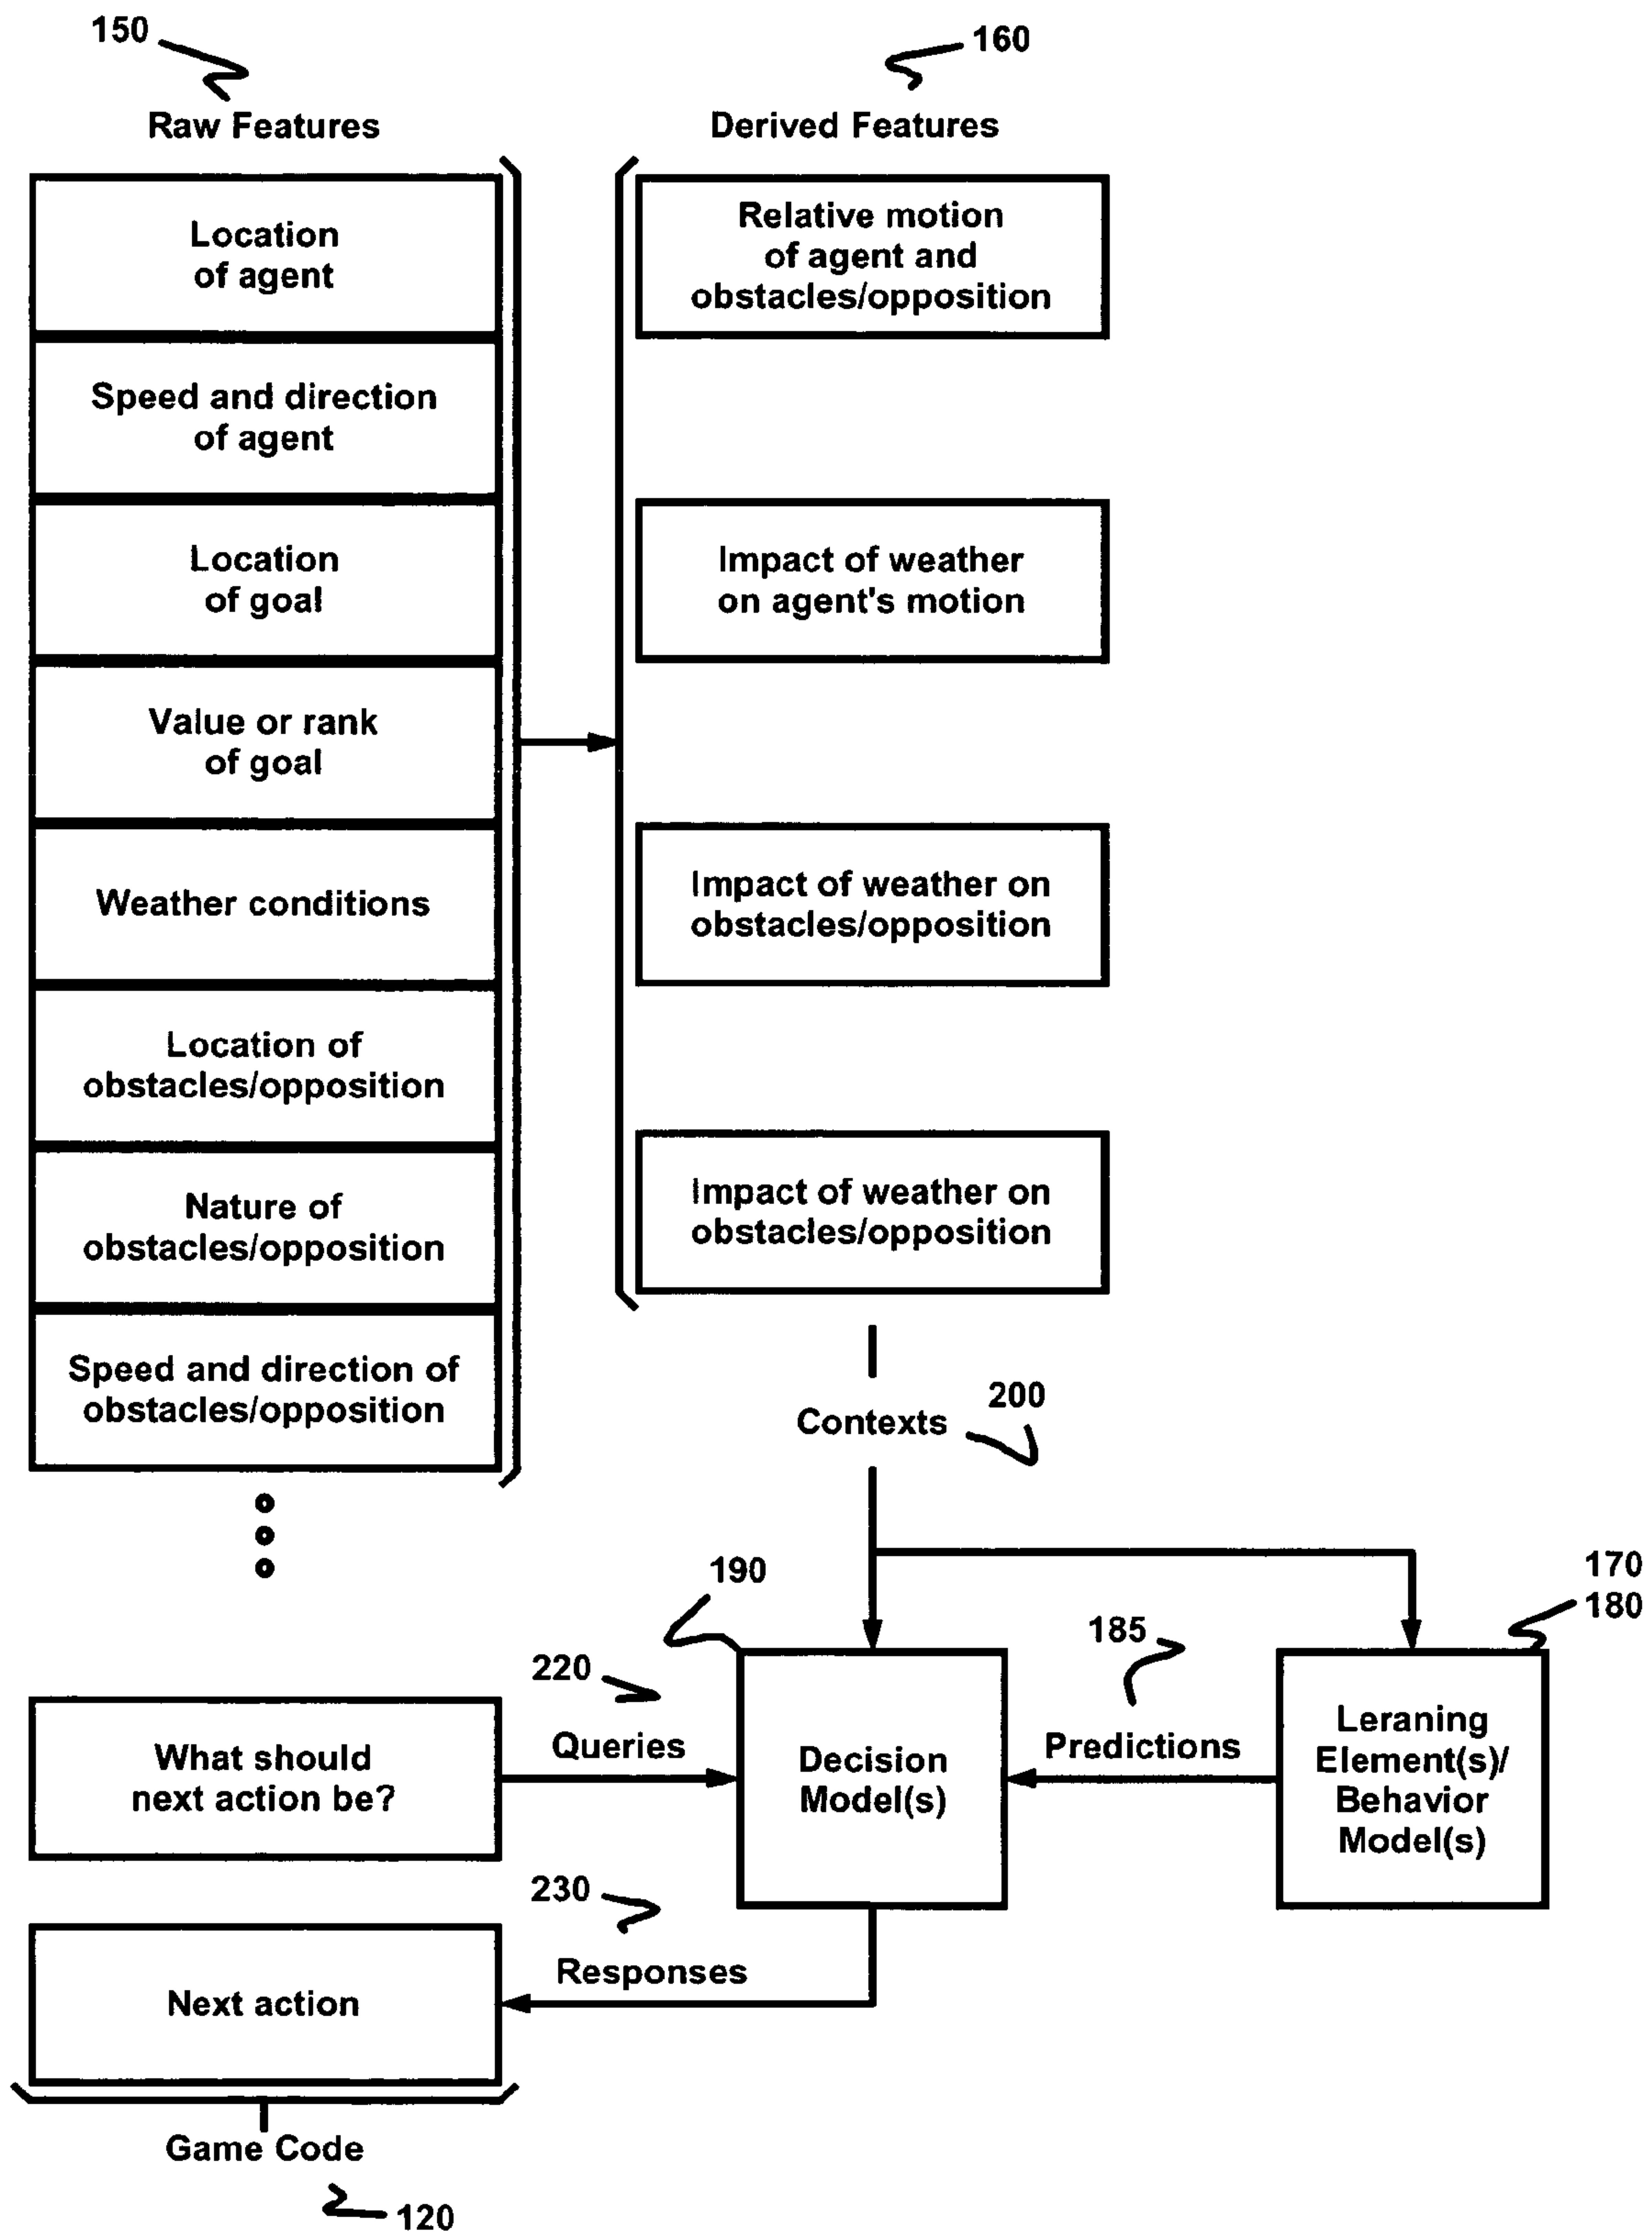 150
160
Raw Features
Derived Features
Location
of agent
Speed and direction
of agent
Location
of goal
Value or rank
of goal
Weather conditions
Location of
obstacles/opposition
Nature of
obstacles/opposition
Speed and direction of
obstacles/opposition
Relative motion
of agent and
obstacles/opposition
Impact of weather
on agent's motion
Impact of weather on
obstacles/opposition
Impact of weather on
obstacles/opposition
Contexts
200
190
170
180
185
220
What should
next action be?
Queries
Decision
Model(s)
Predictions
Leraning
Element(s)/
Behavior
Model(s)
230
Responses
Next action
Game Code
120